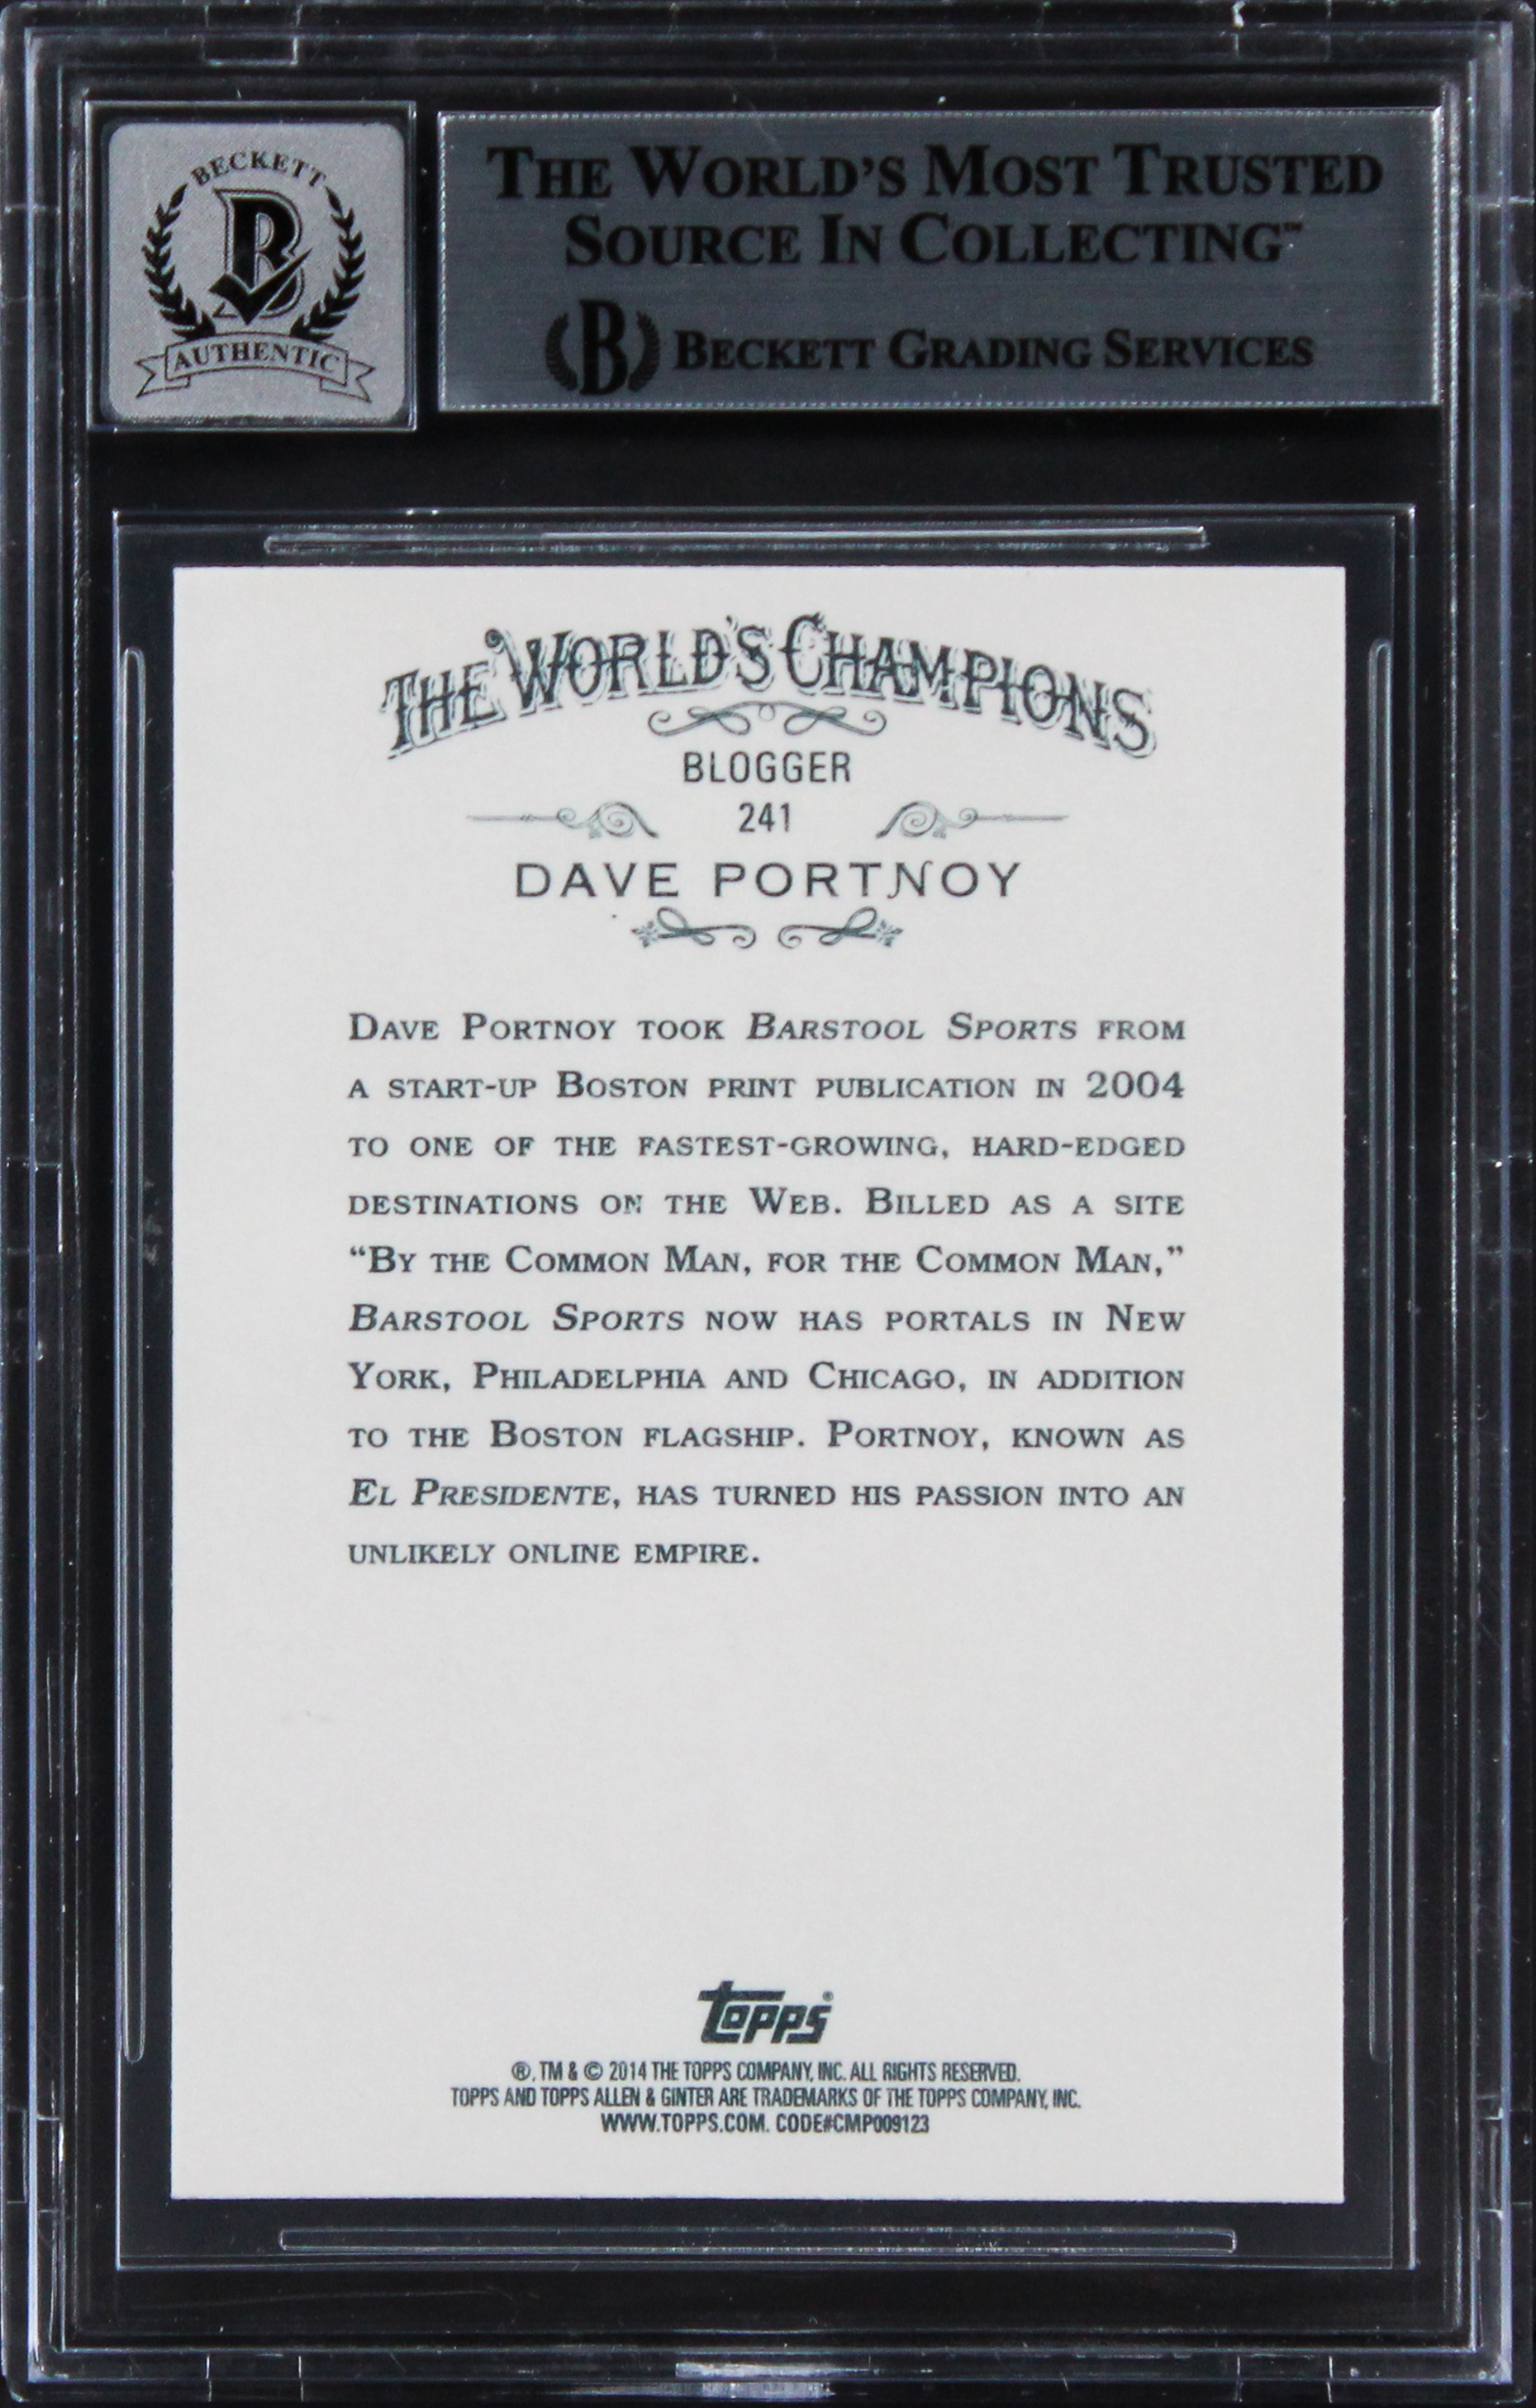 BECKETT
B
AUTHENTIC
THE WORLD'S MOST TRUSTED
SOURCE IN COLLECTING™
B BECKETT GRADING SERVICES
THE WORLD'S CHAMPIONS
BLOGGER
241
DAVE PORTNOY
DAVE PORTNOY TOOK BARSTOOL SPORTS FROM
A START-UP BOSTON PRINT PUBLICATION IN 2004
TO ONE OF THE FASTEST-GROWING, HARD-EDGED
DESTINATIONS ON THE WEB. BILLED AS A SITE
“BY THE COMMON MAN, FOR THE COMMON MAN,”
BARSTOOL SPORTS NOW HAS PORTALS IN NEW
YORK, PHILADELPHIA AND CHICAGO, IN ADDITION
TO THE BOSTON FLAGSHIP. PORTNOY, KNOWN AS
EL PRESIDENTE, HAS TURNED HIS PASSION INTO AN
UNLIKELY ONLINE EMPIRE.
topps®
®, TM & © 2014 THE TOPPS COMPANY, INC. ALL RIGHTS RESERVED.
TOPPS AND TOPPS ALLEN & GINTER ARE TRADEMARKS OF THE TOPPS COMPANY, INC.
WWW.TOPPS.COM. CODE#CMP009123